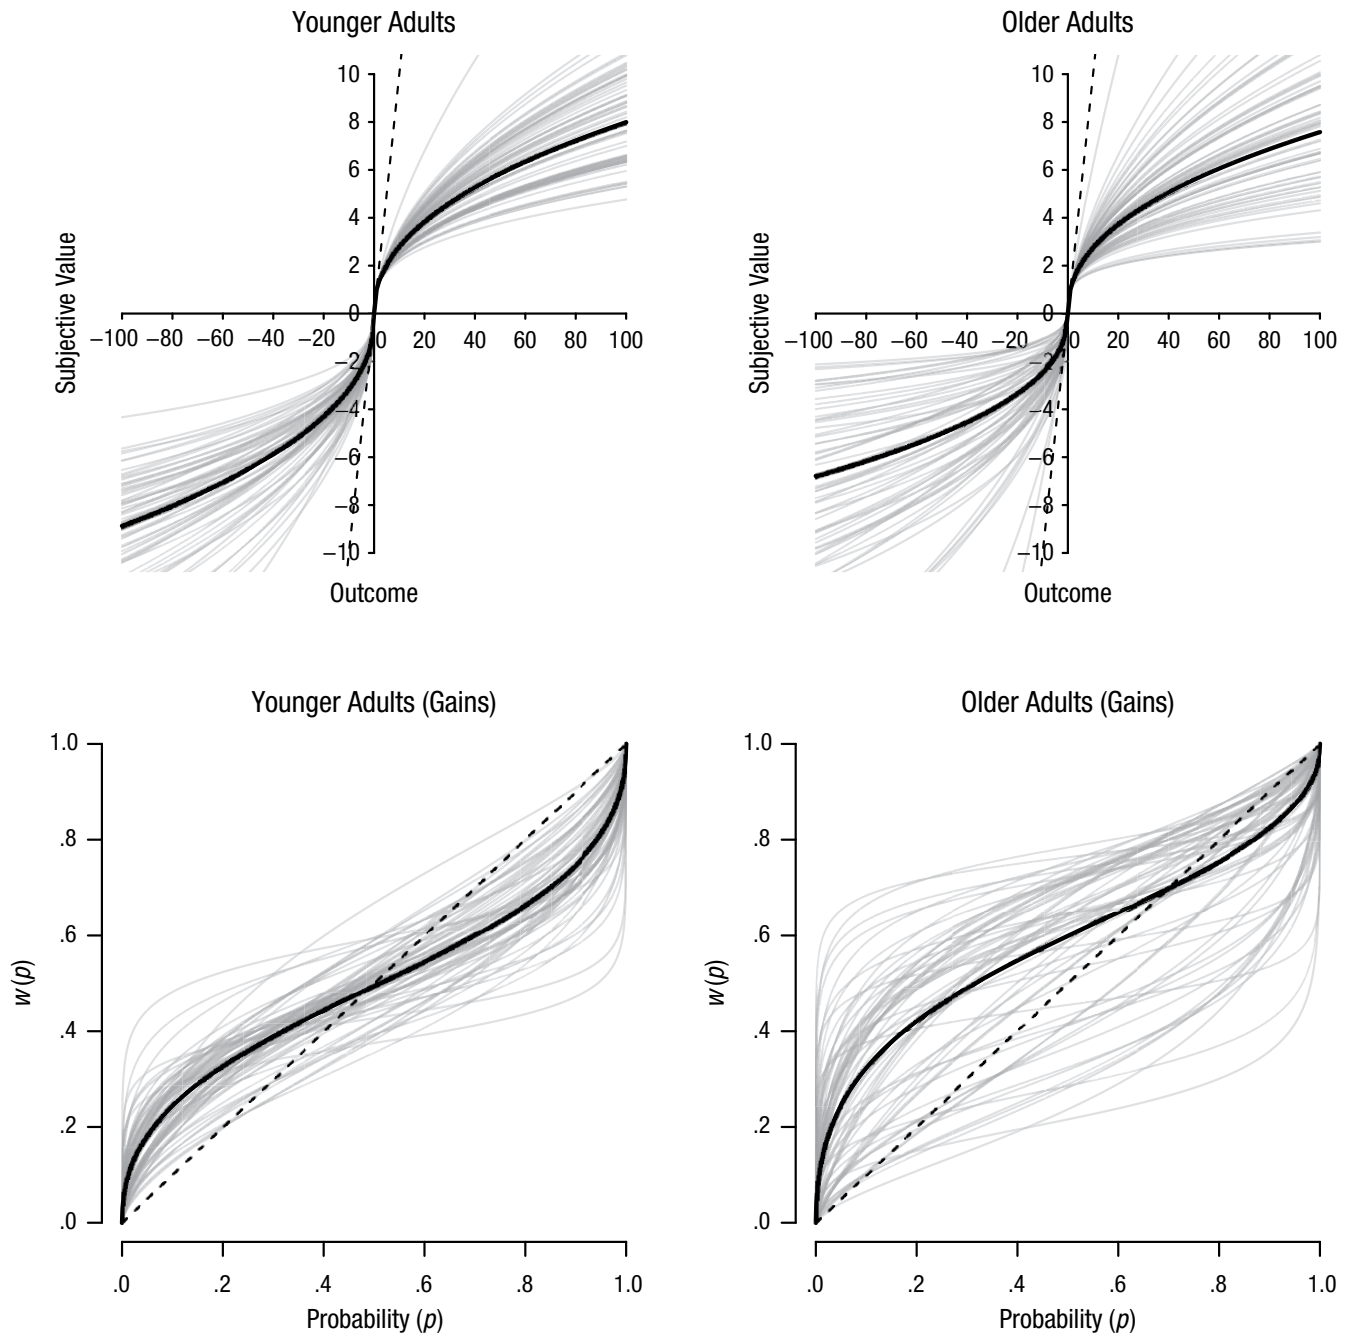 Younger Adults
Older Adults
10
8
6
4
2
0
−2
−4
−6
−8
−10
−100 −80 −60 −40 −20
20 40 60 80 100
Subjective Value
Outcome
10
8
6
4
2
0
−2
−4
−6
−8
−10
−100 −80 −60 −40 −20
0 20 40 60 80 100
Subjective Value
Outcome
Younger Adults (Gains)
Older Adults (Gains)
1.0
.8
.6
.4
.2
.0
w(p)
.0 .2 .4 .6 .8 1.0
Probability (p)
1.0
.8
.6
.4
.2
.0
w(p)
.0 .2 .4 .6 .8 1.0
Probability (p)